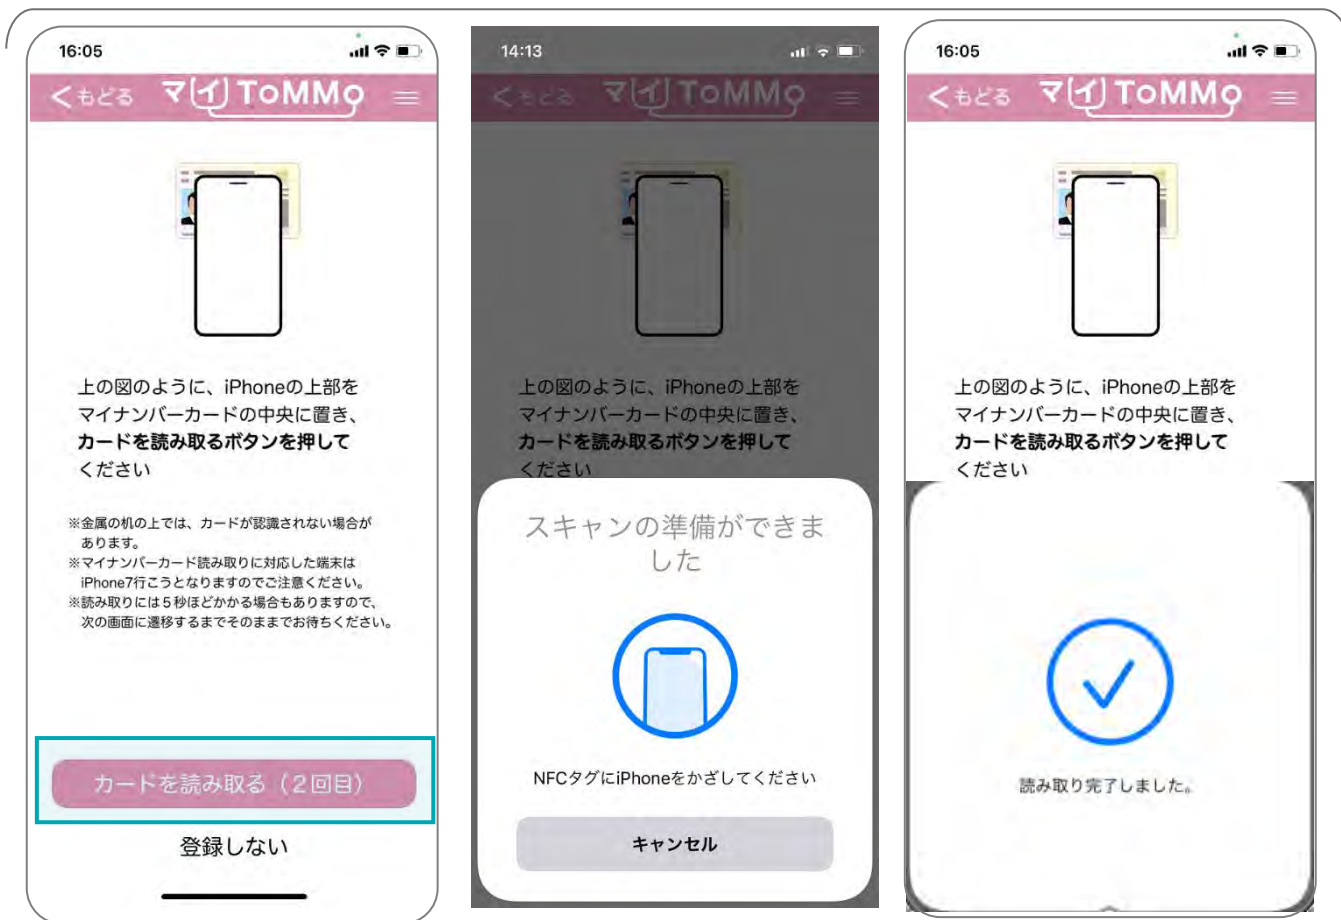 16:05
<もどる マイToMMo
上の図のように、iPhoneの上部を
マイナンバーカードの中央に置き、
カードを読み取るボタンを押して
ください
※金属の机の上では、カードが認識されない場合が
あります。
※マイナンバーカード読み取りに対応した端末は
iPhone7行こうとなりますのでご注意ください。
※読み取りには５秒ほどかかる場合もありますので、
次の画面に遷移するまでそのままでお待ちください。
カードを読み取る（２回目）
登録しない
14:13
<もどる マイToMMo
上の図のように、iPhoneの上部を
マイナンバーカードの中央に置き、
カードを読み取るボタンを押して
ください
スキャンの準備ができま
した
NFCタグにiPhoneをかざしてください
キャンセル
16:05
<もどる マイToMMo
上の図のように、iPhoneの上部を
マイナンバーカードの中央に置き、
カードを読み取るボタンを押して
ください
読み取り完了しました。